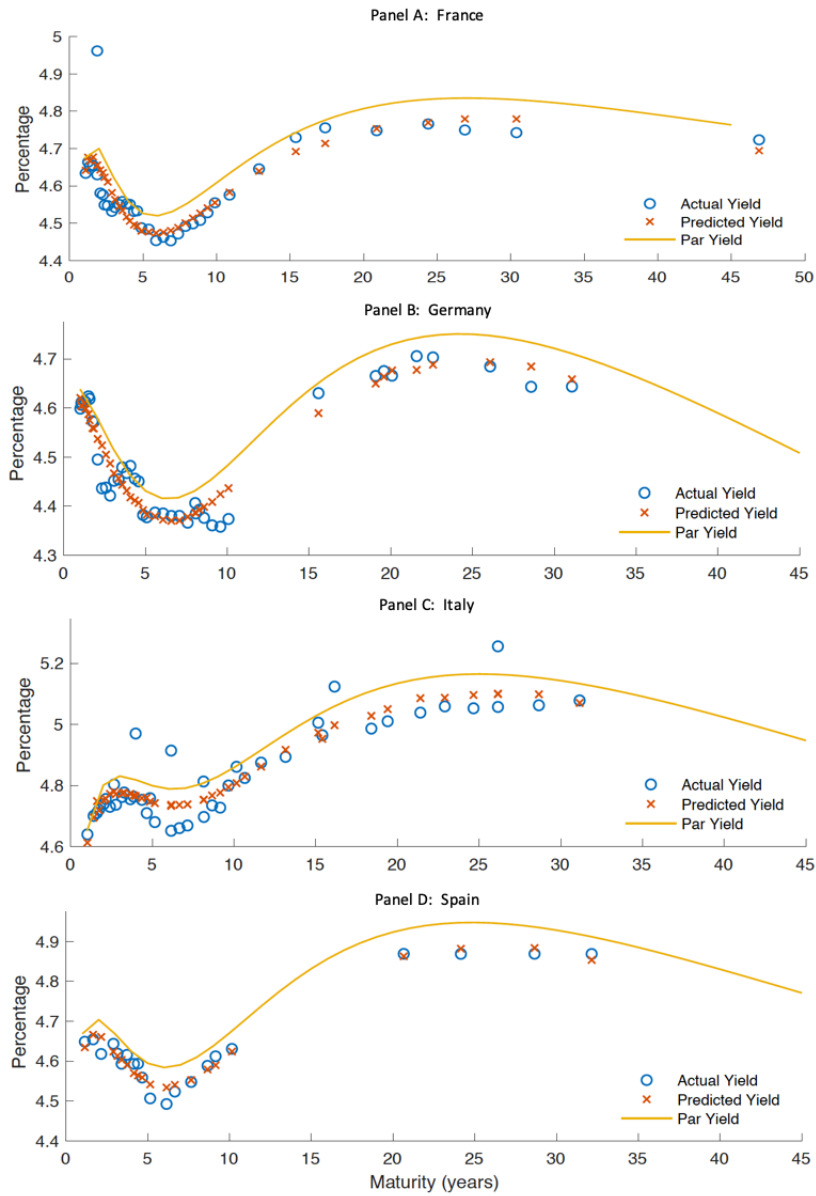 Panel A: France
5
4.9
4.8
4.7
4.6
4.5
4.4
Percentage
Actual Yield
Predicted Yield
Par Yield
0 5 10 15 20 25 30 35 40 45 50
Panel B: Germany
4.7
4.6
4.5
4.4
4.3
Percentage
Actual Yield
Predicted Yield
Par Yield
0 5 10 15 20 25 30 35 40 45
Panel C: Italy
5.2
5
4.8
4.6
Percentage
Actual Yield
Predicted Yield
Par Yield
0 5 10 15 20 25 30 35 40 45
Panel D: Spain
4.9
4.8
4.7
4.6
4.5
4.4
Percentage
Actual Yield
Predicted Yield
Par Yield
0 5 10 15 20 25 30 35 40 45
Maturity (years)